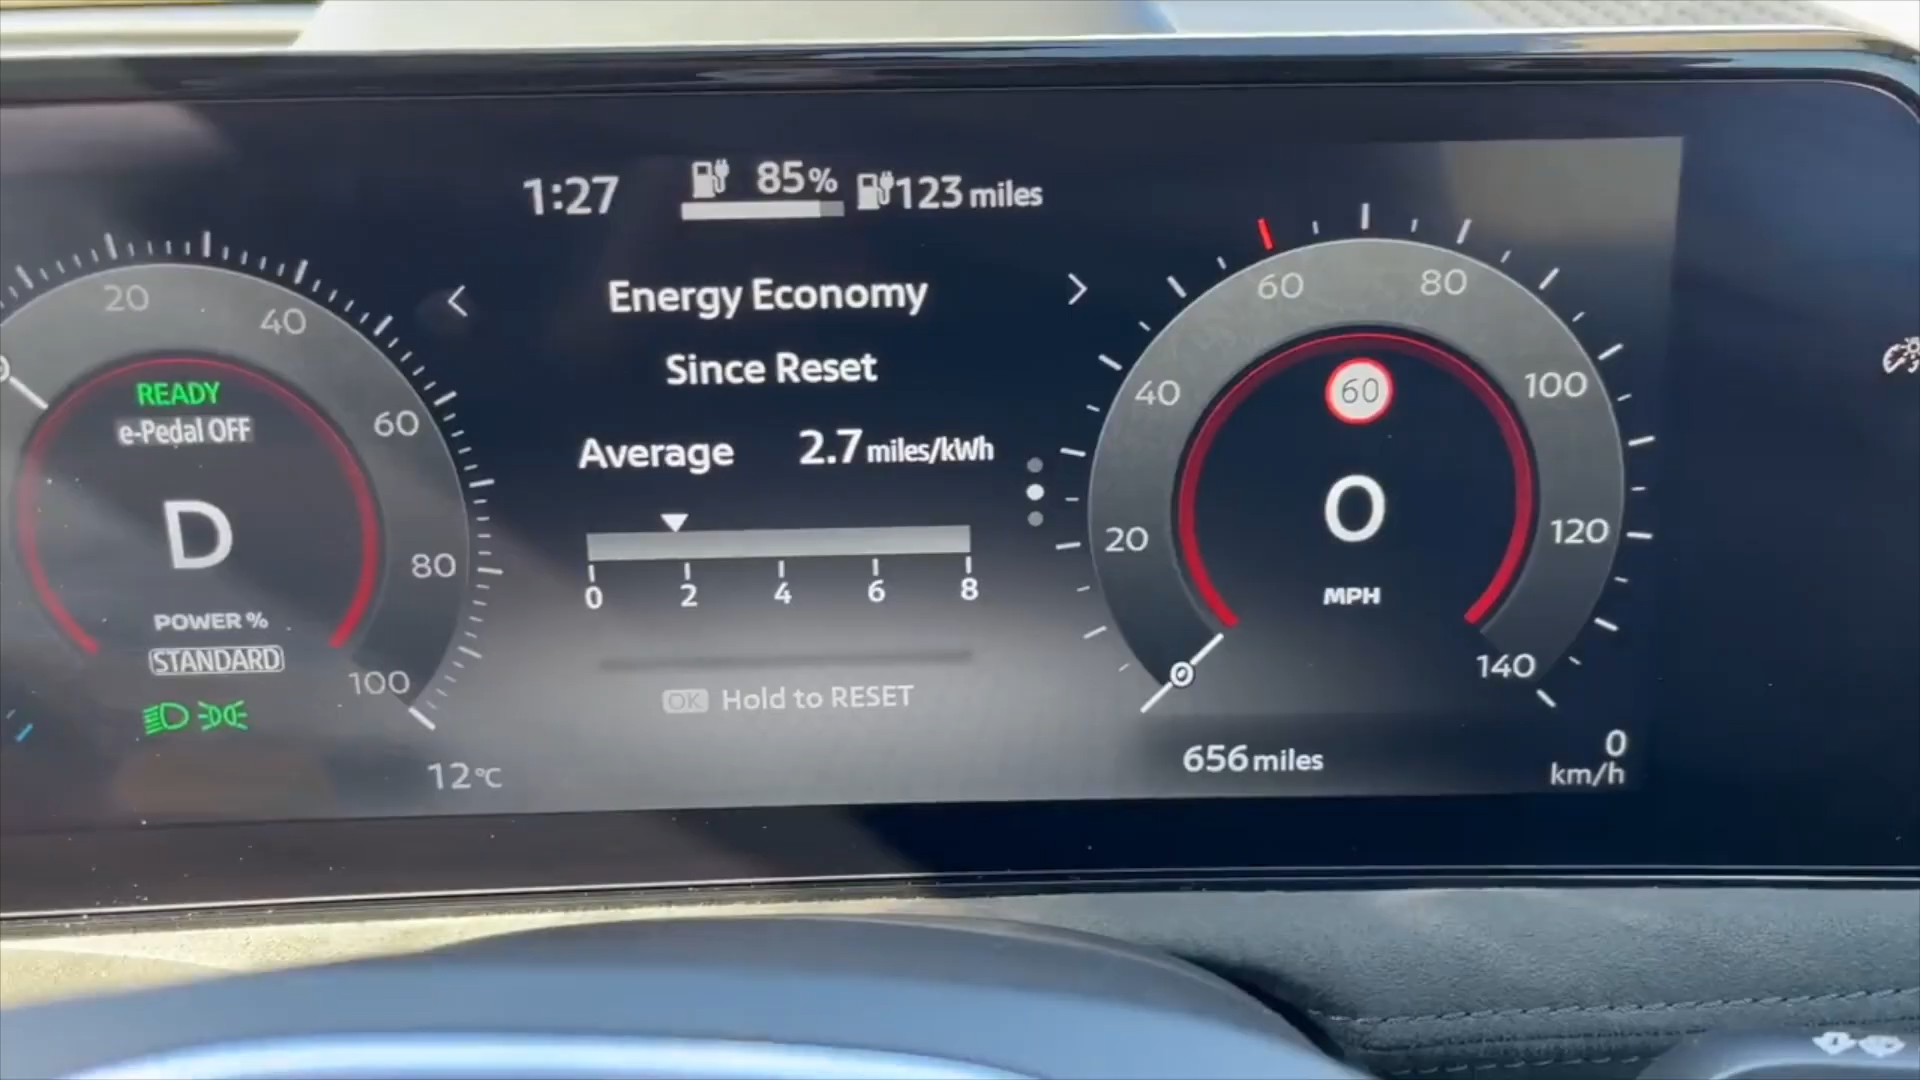 1:27
85%
123 miles
Energy Economy
Since Reset
Average 2.7 miles/kWh
0 2 4 6 8
OK Hold to RESET
20
40
60
80
100
READY
e-Pedal OFF
D
POWER %
STANDARD
12°C
0
20
40
60
80
100
120
140
60
0
MPH
656 miles
0
km/h